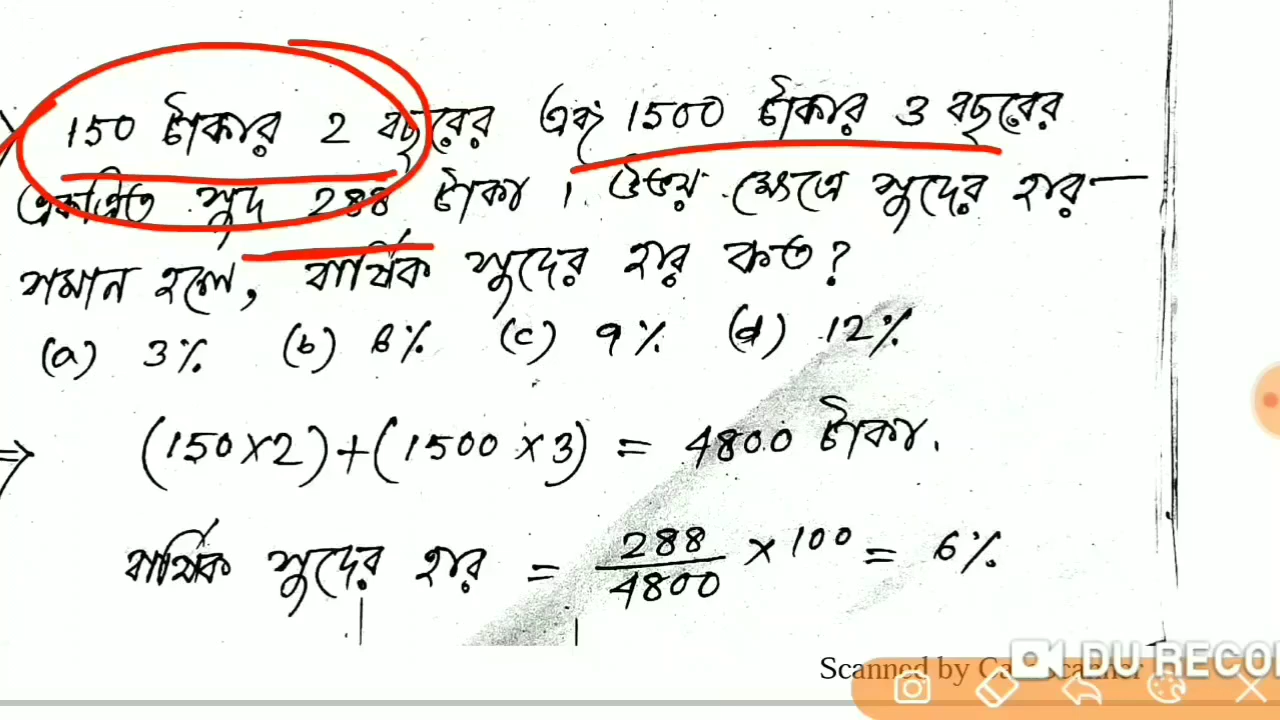 150 টাকার 2 বছরের এবং 1500 টাকার 3 বছরের
একত্রিত সুদ 288 টাকা। উভয় ক্ষেত্রে সুদের হার
সমান হলে, বার্ষিক সুদের হার কত?
(a) 3% (b) 6% (c) 9% (d) 12%
⇒ (150×2)+(1500×3) = 4800 টাকা.
বার্ষিক সুদের হার = 288/4800 × 100 = 6%
DU RECO
Scanned by